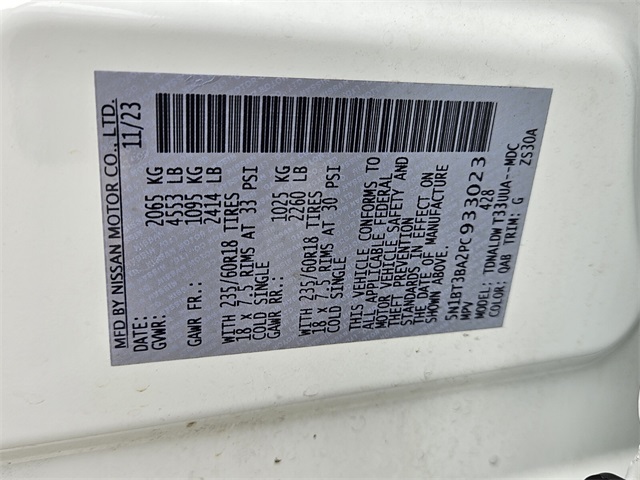 MFD BY NISSAN MOTOR CO., LTD.
DATE: 11/23
GVWR: 2065 KG
4553 LB
GAWR FR.: 1095 KG
2414 LB
WITH 235/60R18 TIRES
18 X 7.5 RIMS AT 33 PSI
COLD SINGLE
GAWR RR.: 1025 KG
2260 LB
WITH 235/60R18 TIRES
18 X 7.5 RIMS AT 30 PSI
COLD SINGLE
THIS VEHICLE CONFORMS TO
ALL APPLICABLE FEDERAL
MOTOR VEHICLE SAFETY AND
THEFT PREVENTION
STANDARDS IN EFFECT ON
THE DATE OF MANUFACTURE
SHOWN ABOVE.
5N1BT3BA2PC933023
MPV 428
MODEL: TDNALDW T33UUA--MDC
COLOR: QAB TRIM: G ZS30A